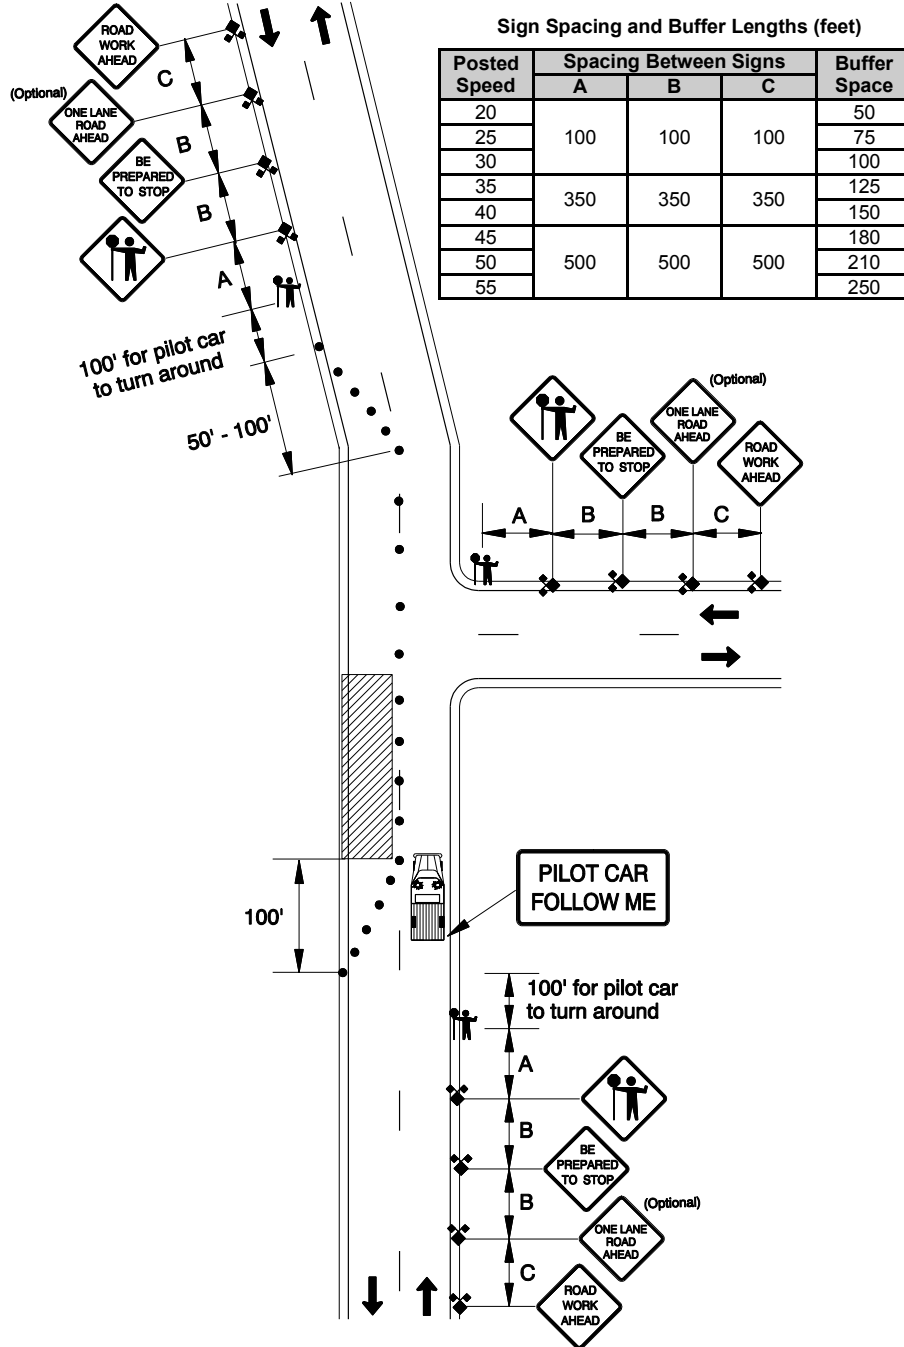 Sign Spacing and Buffer Lengths (feet)
Posted Speed | Spacing Between Signs | Buffer Space
A | B | C
20 | 50
25 | 100 | 100 | 100 | 75
30 | 100
35 | 125
350 | 350 | 350
40 | 150
45 | 180
50 | 500 | 500 | 500 | 210
55 | 250
ROAD
WORK
AHEAD
C
(Optional)
ONE LANE
ROAD
AHEAD
B
BE
PREPARED
TO STOP
B
A
100' for pilot car
to turn around
50' - 100'
(Optional)
BE
PREPARED
TO STOP
ONE LANE
ROAD
AHEAD
ROAD
WORK
AHEAD
A
B
B
C
PILOT CAR
FOLLOW ME
100'
100' for pilot car
to turn around
A
B
BE
PREPARED
TO STOP
B
(Optional)
ONE LANE
ROAD
AHEAD
C
ROAD
WORK
AHEAD